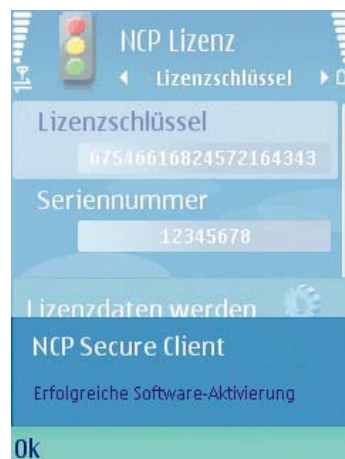 NCP Lizenz
Lizenzschlüssel
Lizenzschlüssel
67546616824572164343
Seriennummer
12345678
Lizenzdaten werden
NCP Secure Client
Erfolgreiche Software-Aktivierung
Ok